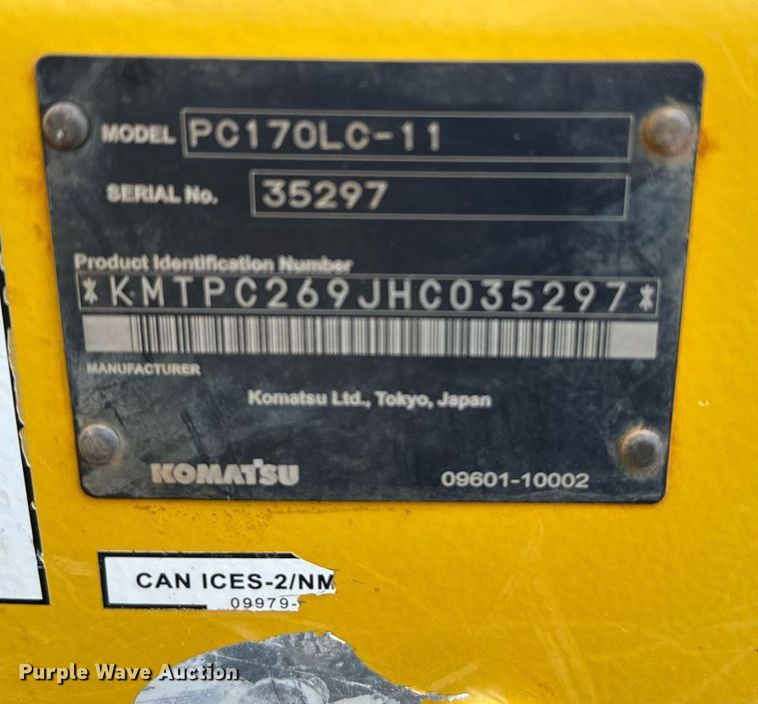 MODEL PC170LC-11
SERIAL No. 35297
Product Identification Number
*KMTPC269JHC035297*
MANUFACTURER
Komatsu Ltd., Tokyo, Japan
KOMATSU 09601-10002
CAN ICES-2/NM
09979-
Purple Wave Auction